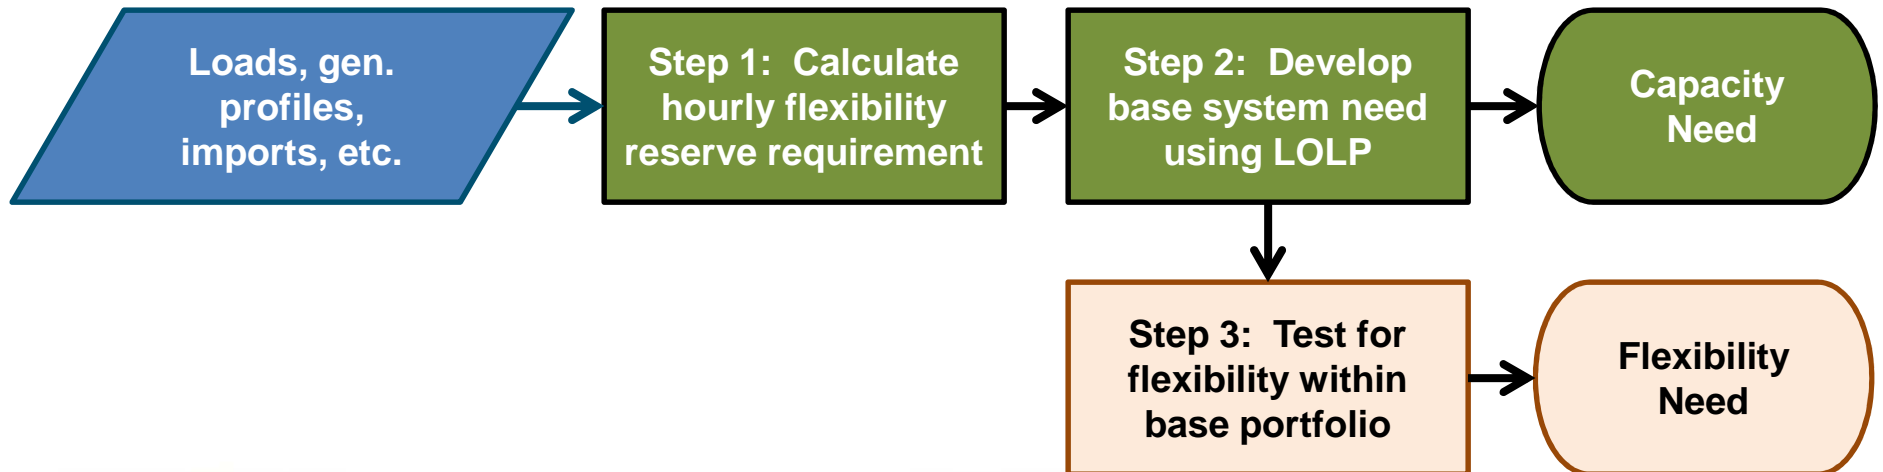 Loads, gen.
profiles,
imports, etc.
Step 1: Calculate
hourly flexibility
reserve requirement
Step 2: Develop
base system need
using LOLP
Capacity
Need
Step 3: Test for
flexibility within
base portfolio
Flexibility
Need